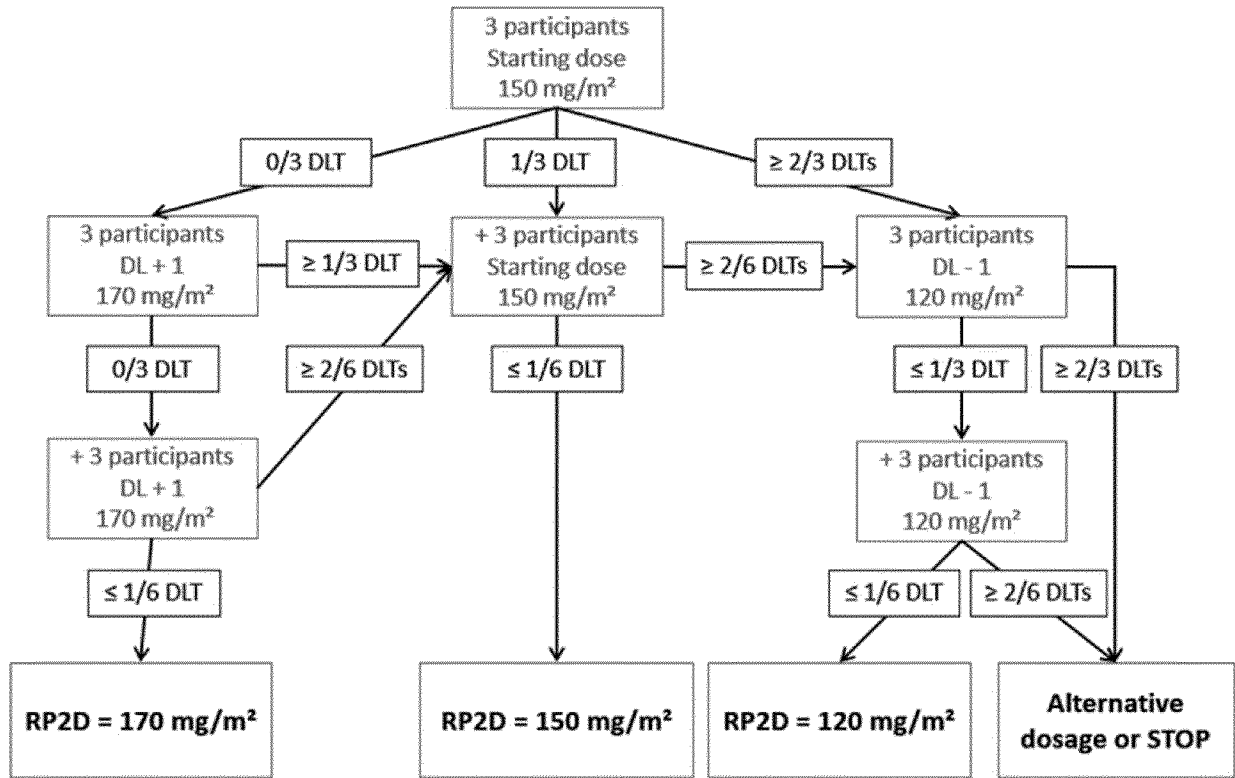 3 participants
Starting dose
150 mg/m²
0/3 DLT
1/3 DLT
≥ 2/3 DLTs
3 participants
DL + 1
170 mg/m²
≥ 1/3 DLT
+ 3 participants
Starting dose
150 mg/m²
≥ 2/6 DLTs
3 participants
DL - 1
120 mg/m²
0/3 DLT
≥ 2/6 DLTs
≤ 1/6 DLT
≤ 1/3 DLT
≥ 2/3 DLTs
+ 3 participants
DL + 1
170 mg/m²
+ 3 participants
DL - 1
120 mg/m²
≤ 1/6 DLT
≤ 1/6 DLT
≥ 2/6 DLTs
RP2D = 170 mg/m²
RP2D = 150 mg/m²
RP2D = 120 mg/m²
Alternative
dosage or STOP